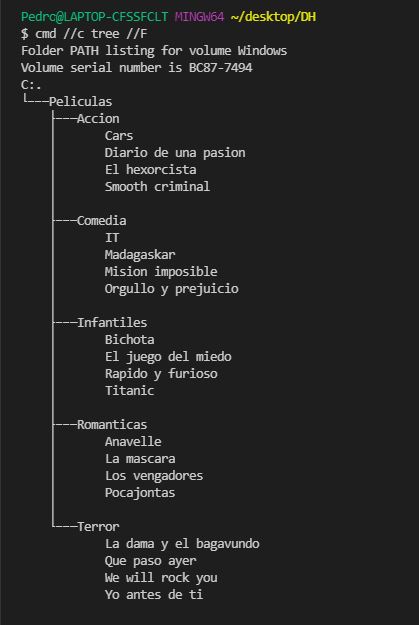 Pedro@LAPTOP-CFSSFCLT MINGW64 ~/desktop/DH
$ cmd //c tree //F
Folder PATH listing for volume Windows
Volume serial number is BC87-7494
C:.
└───Peliculas
    ├───Accion
    │       Cars
    │       Diario de una pasion
    │       El hexorcista
    │       Smooth criminal
    │
    ├───Comedia
    │       IT
    │       Madagaskar
    │       Mision imposible
    │       Orgullo y prejuicio
    │
    ├───Infantiles
    │       Bichota
    │       El juego del miedo
    │       Rapido y furioso
    │       Titanic
    │
    ├───Romanticas
    │       Anavelle
    │       La mascara
    │       Los vengadores
    │       Pocajontas
    │
    └───Terror
            La dama y el bagavundo
            Que paso ayer
            We will rock you
            Yo antes de ti